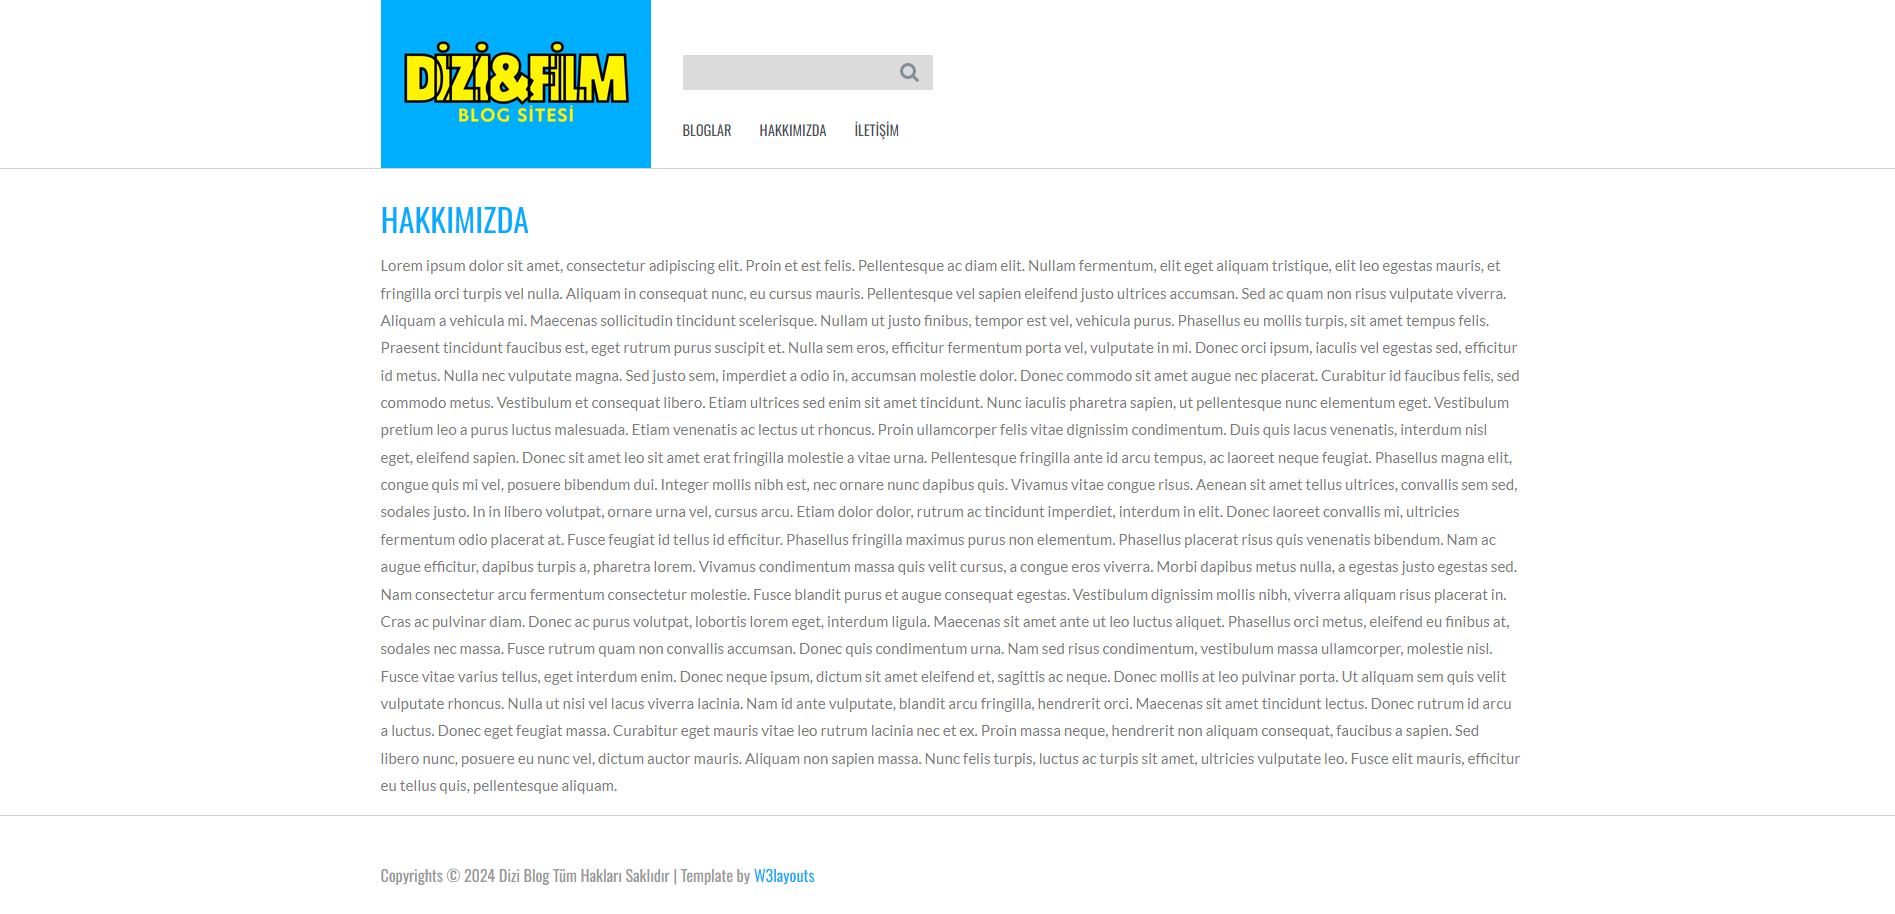 DİZİ&FİLM
BLOG SİTESİ
BLOGLAR HAKKIMIZDA İLETİŞİM
HAKKIMIZDA
Lorem ipsum dolor sit amet, consectetur adipiscing elit. Proin et est felis. Pellentesque ac diam elit. Nullam fermentum, elit eget aliquam tristique, elit leo egestas mauris, et
fringilla orci turpis vel nulla. Aliquam in consequat nunc, eu cursus mauris. Pellentesque vel sapien eleifend justo ultrices accumsan. Sed ac quam non risus vulputate viverra.
Aliquam a vehicula mi. Maecenas sollicitudin tincidunt scelerisque. Nullam ut justo finibus, tempor est vel, vehicula purus. Phasellus eu mollis turpis, sit amet tempus felis.
Praesent tincidunt faucibus est, eget rutrum purus suscipit et. Nulla sem eros, efficitur fermentum porta vel, vulputate in mi. Donec orci ipsum, iaculis vel egestas sed, efficitur
id metus. Nulla nec vulputate magna. Sed justo sem, imperdiet a odio in, accumsan molestie dolor. Donec commodo sit amet augue nec placerat. Curabitur id faucibus felis, sed
commodo metus. Vestibulum et consequat libero. Etiam ultrices sed enim sit amet tincidunt. Nunc iaculis pharetra sapien, ut pellentesque nunc elementum eget. Vestibulum
pretium leo a purus luctus malesuada. Etiam venenatis ac lectus ut rhoncus. Proin ullamcorper felis vitae dignissim condimentum. Duis quis lacus venenatis, interdum nisl
eget, eleifend sapien. Donec sit amet leo sit amet erat fringilla molestie a vitae urna. Pellentesque fringilla ante id arcu tempus, ac laoreet neque feugiat. Phasellus magna elit,
congue quis mi vel, posuere bibendum dui. Integer mollis nibh est, nec ornare nunc dapibus quis. Vivamus vitae congue risus. Aenean sit amet tellus ultrices, convallis sem sed,
sodales justo. In in libero volutpat, ornare urna vel, cursus arcu. Etiam dolor dolor, rutrum ac tincidunt imperdiet, interdum in elit. Donec laoreet convallis mi, ultricies
fermentum odio placerat at. Fusce feugiat id tellus id efficitur. Phasellus fringilla maximus purus non elementum. Phasellus placerat risus quis venenatis bibendum. Nam ac
augue efficitur, dapibus turpis a, pharetra lorem. Vivamus condimentum massa quis velit cursus, a congue eros viverra. Morbi dapibus metus nulla, a egestas justo egestas sed.
Nam consectetur arcu fermentum consectetur molestie. Fusce blandit purus et augue consequat egestas. Vestibulum dignissim mollis nibh, viverra aliquam risus placerat in.
Cras ac pulvinar diam. Donec ac purus volutpat, lobortis lorem eget, interdum ligula. Maecenas sit amet ante ut leo luctus aliquet. Phasellus orci metus, eleifend eu finibus at,
sodales nec massa. Fusce rutrum quam non convallis accumsan. Donec quis condimentum urna. Nam sed risus condimentum, vestibulum massa ullamcorper, molestie nisl.
Fusce vitae varius tellus, eget interdum enim. Donec neque ipsum, dictum sit amet eleifend et, sagittis ac neque. Donec mollis at leo pulvinar porta. Ut aliquam sem quis velit
vulputate rhoncus. Nulla ut nisi vel lacus viverra lacinia. Nam id ante vulputate, blandit arcu fringilla, hendrerit orci. Maecenas sit amet tincidunt lectus. Donec rutrum id arcu
a luctus. Donec eget feugiat massa. Curabitur eget mauris vitae leo rutrum lacinia nec et ex. Proin massa neque, hendrerit non aliquam consequat, faucibus a sapien. Sed
libero nunc, posuere eu nunc vel, dictum auctor mauris. Aliquam non sapien massa. Nunc felis turpis, luctus ac turpis sit amet, ultricies vulputate leo. Fusce elit mauris, efficitur
eu tellus quis, pellentesque aliquam.
Copyrights © 2024 Dizi Blog Tüm Hakları Saklıdır | Template by W3layouts